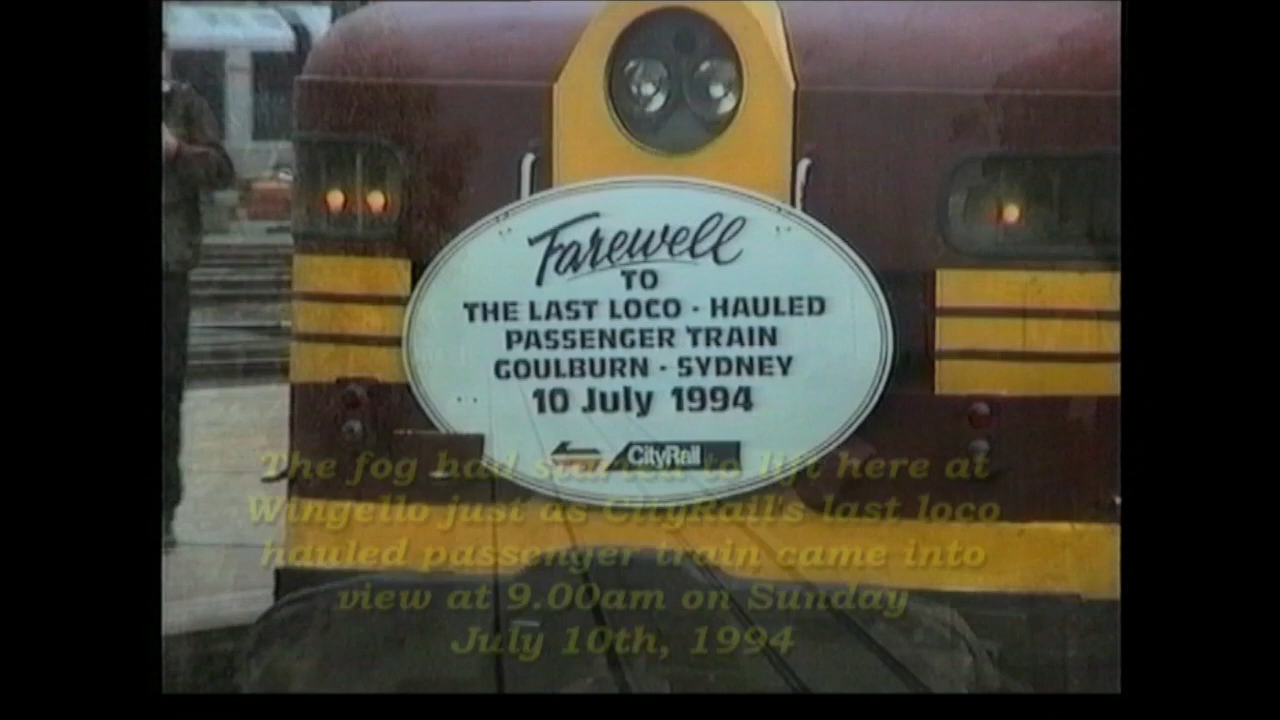 Farewell
TO
THE LAST LOCO - HAULED
PASSENGER TRAIN
GOULBURN - SYDNEY
10 July 1994
CityRail
The fog had started to lift here at
Wingello just as CityRail's last loco
hauled passenger train came into
view at 9.00am on Sunday
July 10th, 1994